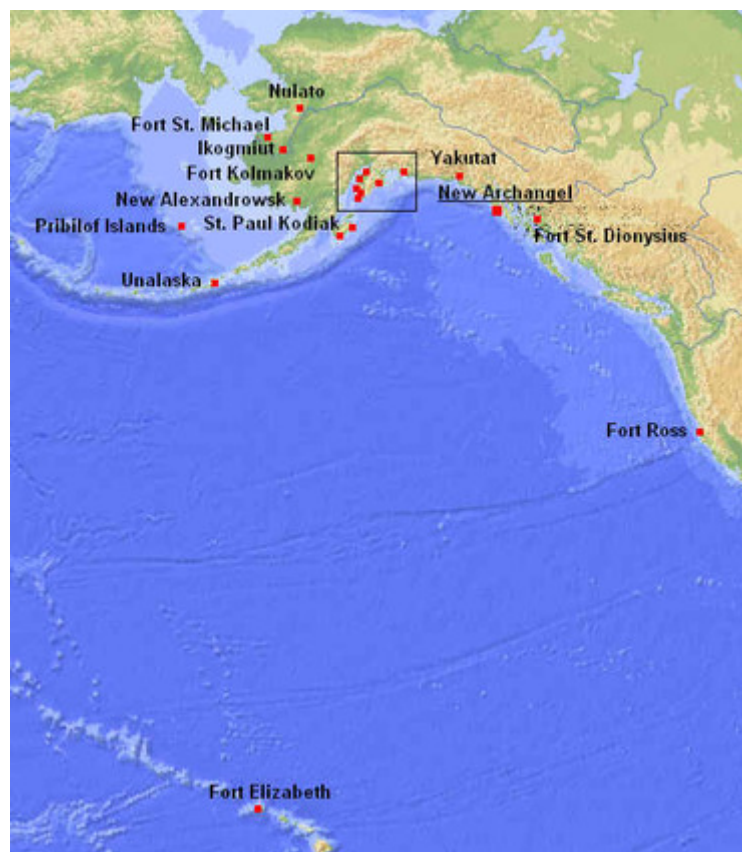 Nulato
Fort St. Michael
Ikogmiut
Yakutat
Fort Kolmakov
New Archangel
New Alexandrowsk
St. Paul Kodiak
Pribilof Islands
Fort St. Dionysius
Unalaska
Fort Ross
Fort Elizabeth